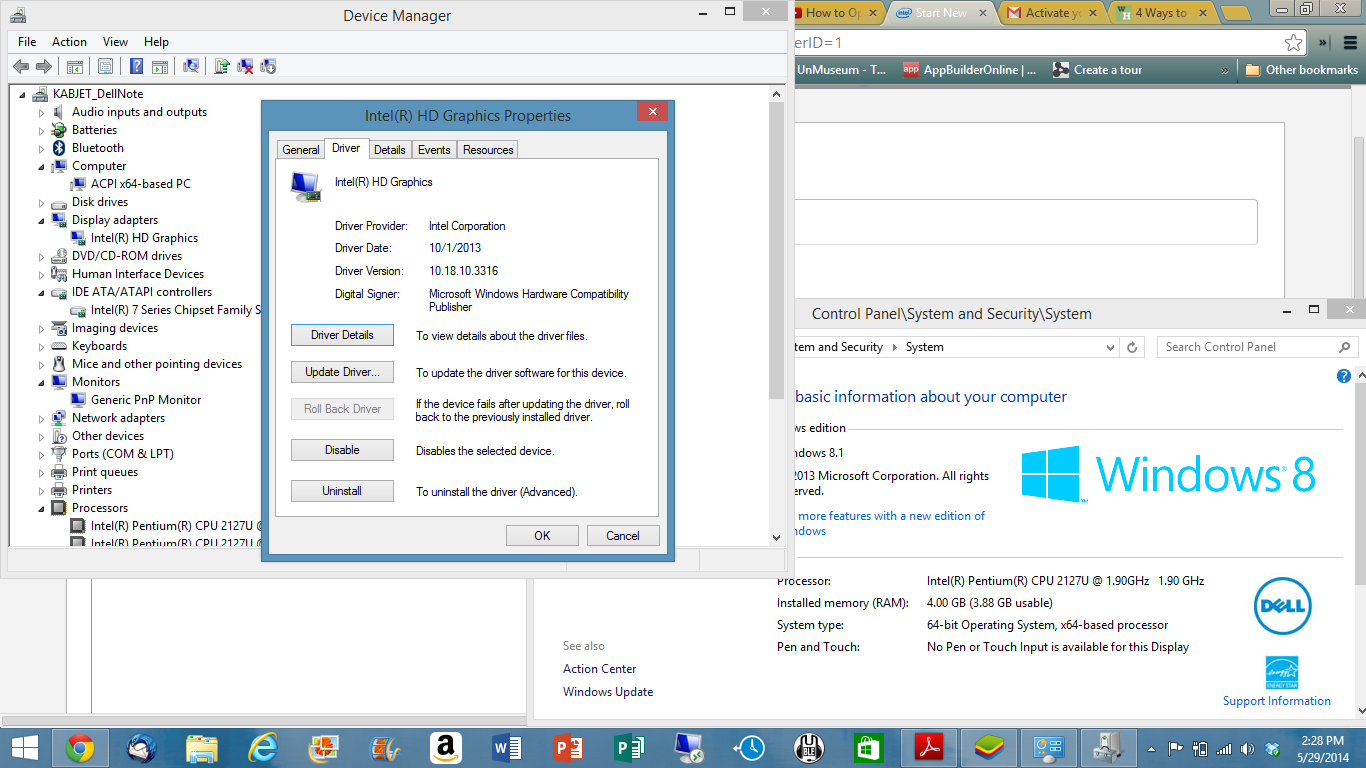 Device Manager
File Action View Help
KABJET_DellNote
Audio inputs and outputs
Batteries
Bluetooth
Computer
ACPI x64-based PC
Disk drives
Display adapters
Intel(R) HD Graphics
DVD/CD-ROM drives
Human Interface Devices
IDE ATA/ATAPI controllers
Intel(R) 7 Series Chipset Family S
Imaging devices
Keyboards
Mice and other pointing devices
Monitors
Generic PnP Monitor
Network adapters
Other devices
Ports (COM & LPT)
Print queues
Printers
Processors
Intel(R) Pentium(R) CPU 2127U @
Intel(R) Pentium(R) CPU 2127U @
Intel(R) HD Graphics Properties
General Driver Details Events Resources
Intel(R) HD Graphics
Driver Provider: Intel Corporation
Driver Date: 10/1/2013
Driver Version: 10.18.10.3316
Digital Signer: Microsoft Windows Hardware Compatibility
Publisher
Driver Details To view details about the driver files.
Update Driver... To update the driver software for this device.
Roll Back Driver If the device fails after updating the driver, roll
back to the previously installed driver.
Disable Disables the selected device.
Uninstall To uninstall the driver (Advanced).
OK Cancel
How to Op Start New Activate yo 4 Ways to
erID=1
UnMuseum - T... AppBuilderOnline | ... Create a tour » Other bookmarks
Control Panel\System and Security\System
tem and Security System Search Control Panel
basic information about your computer
ws edition
ndows 8.1
2013 Microsoft Corporation. All rights
erved.
more features with a new edition of
ndows
Windows 8
Processor: Intel(R) Pentium(R) CPU 2127U @ 1.90GHz 1.90 GHz
Installed memory (RAM): 4.00 GB (3.88 GB usable)
System type: 64-bit Operating System, x64-based processor
Pen and Touch: No Pen or Touch Input is available for this Display
DELL
ENERGY STAR
Support Information
See also
Action Center
Windows Update
2:28 PM
5/29/2014